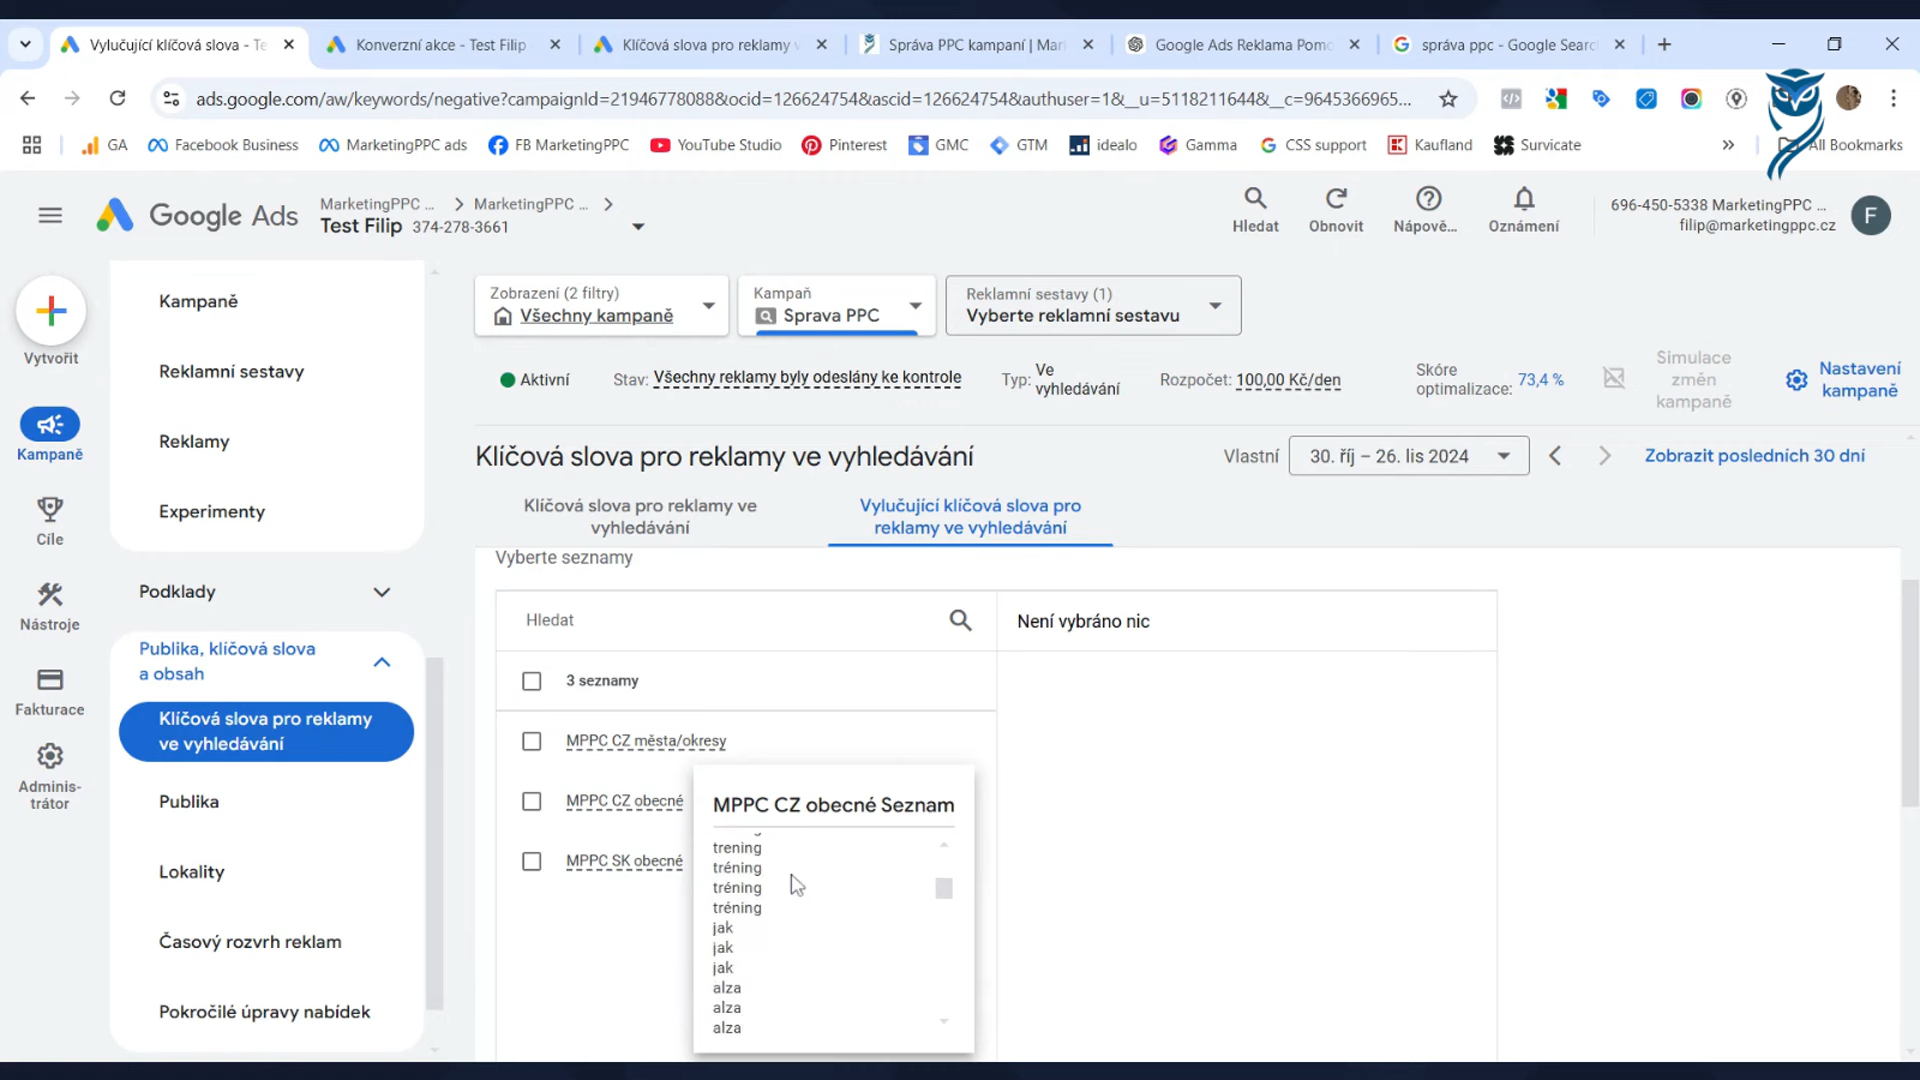 Vylučující klíčová slova - Te
Konverzní akce - Test Filip
Klíčová slova pro reklamy v
Správa PPC kampaní | Mar
Google Ads Reklama Pomo
správa ppc - Google Searc
ads.google.com/aw/keywords/negative?campaignId=21946778088&ocid=126624754&ascid=126624754&authuser=1&__u=5118211644&__c=9645366965...
GA
Facebook Business
MarketingPPC ads
FB MarketingPPC
YouTube Studio
Pinterest
GMC
GTM
idealo
Gamma
CSS support
Kaufland
Survicate
All Bookmarks
Google Ads
MarketingPPC ...
MarketingPPC ...
Test Filip 374-278-3661
Hledat
Obnovit
Nápově...
Oznámení
696-450-5338 MarketingPPC ...
filip@marketingppc.cz
F
Vytvořit
Kampaně
Cíle
Nástroje
Fakturace
Adminis-
trátor
Kampaně
Reklamní sestavy
Reklamy
Experimenty
Podklady
Publika, klíčová slova
a obsah
Klíčová slova pro reklamy
ve vyhledávání
Publika
Lokality
Časový rozvrh reklam
Pokročilé úpravy nabídek
Zobrazení (2 filtry)
Všechny kampaně
Kampaň
Sprava PPC
Reklamní sestavy (1)
Vyberte reklamní sestavu
Aktivní
Stav: Všechny reklamy byly odeslány ke kontrole
Typ: Ve
vyhledávání
Rozpočet: 100,00 Kč/den
Skóre
optimalizace: 73,4 %
Simulace
změn
kampaně
Nastavení
kampaně
Klíčová slova pro reklamy ve vyhledávání
Vlastní
30. říj – 26. lis 2024
Zobrazit posledních 30 dní
Klíčová slova pro reklamy ve
vyhledávání
Vylučující klíčová slova pro
reklamy ve vyhledávání
Vyberte seznamy
Hledat
Není vybráno nic
3 seznamy
MPPC CZ města/okresy
MPPC CZ obecné
MPPC SK obecné
MPPC CZ obecné Seznam
trening
tréning
tréning
tréning
jak
jak
jak
alza
alza
alza